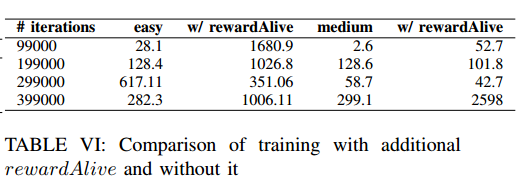 # iterations easy w/ rewardAlive medium w/ rewardAlive
99000 28.1 1680.9 2.6 52.7
199000 128.4 1026.8 128.6 101.8
299000 617.11 351.06 58.7 42.7
399000 282.3 1006.11 299.1 2598
TABLE VI: Comparison of training with additional
rewardAlive and without it